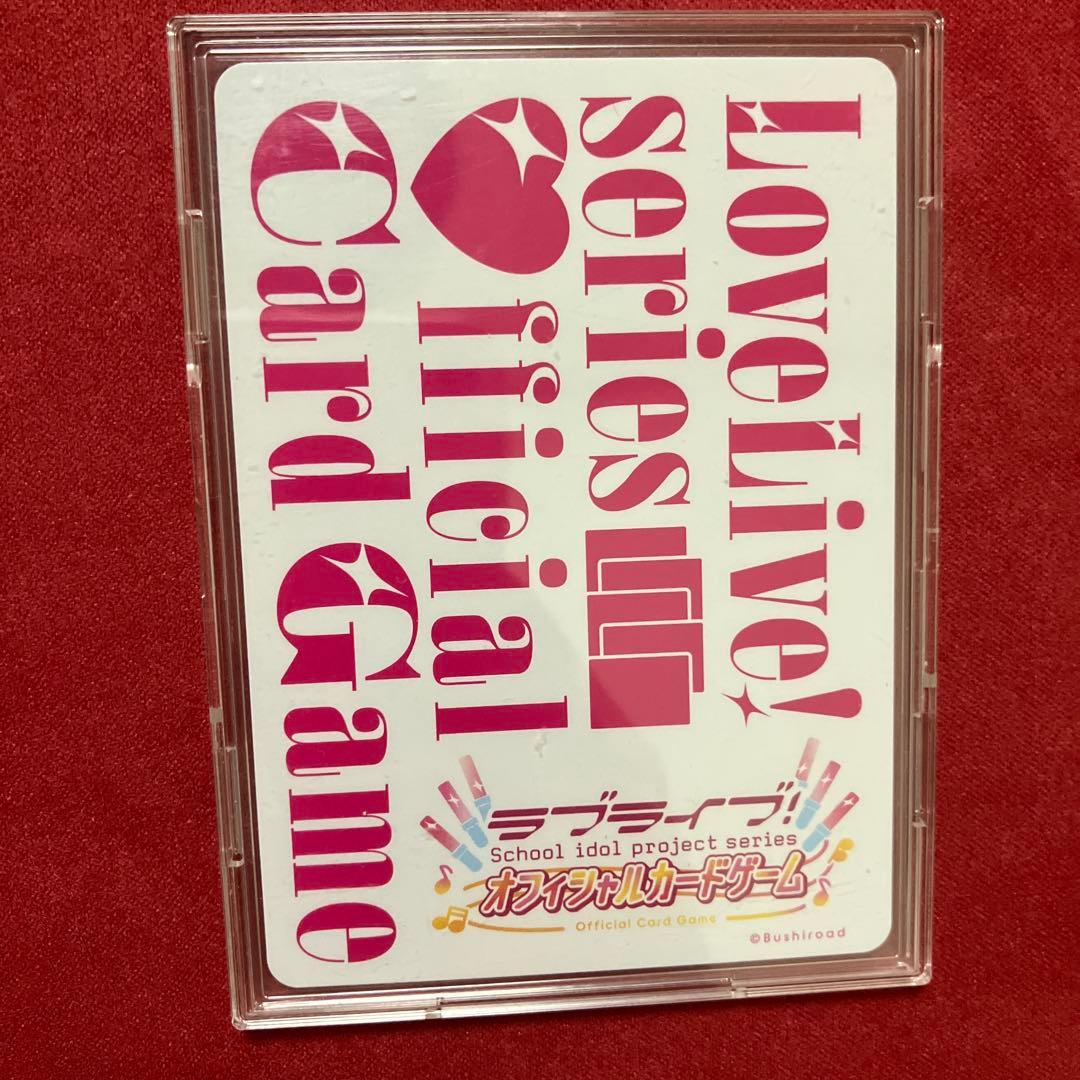 LoveLive!
series
♥fficial
Card Game
ラブライブ!
School idol project series
オフィシャルカードゲーム
Official Card Game
©Bushiroad